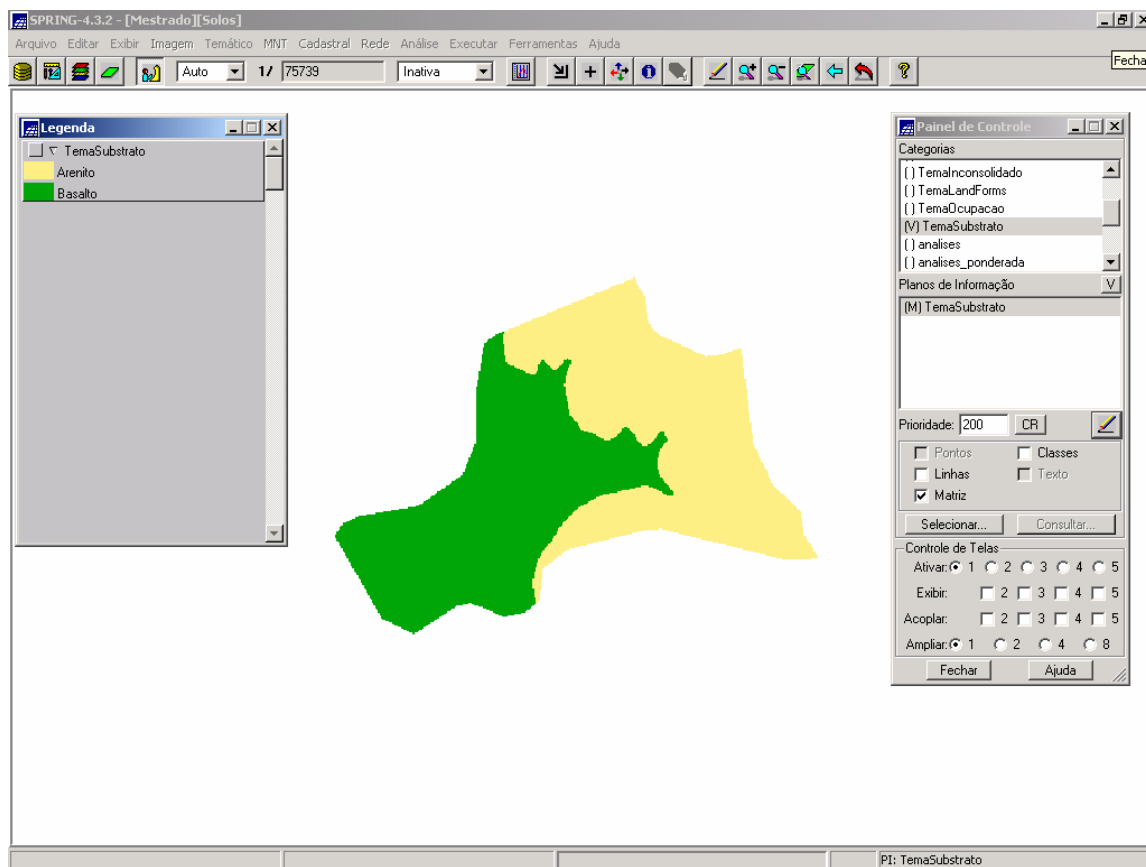 SPRING-4.3.2 - [Mestrado][Solos]
Arquivo Editar Exibir Imagem Temático MNT Cadastral Rede Análise Executar Ferramentas Ajuda
Auto 1/ 75739 Inativa ?
Fecha
Legenda
TemaSubstrato
Arenito
Basalto
Painel de Controle
Categorias
( ) TemaInconsolidado
( ) TemaLandForms
( ) TemaOcupacao
(V) TemaSubstrato
( ) analises
( ) analises_ponderada
Planos de Informação V
(M) TemaSubstrato
Prioridade: 200 CR
Pontos Classes
Linhas Texto
Matriz
Selecionar... Consultar...
Controle de Telas
Ativar: 1 2 3 4 5
Exibir: 2 3 4 5
Acoplar: 2 3 4 5
Ampliar: 1 2 4 8
Fechar Ajuda
PI: TemaSubstrato